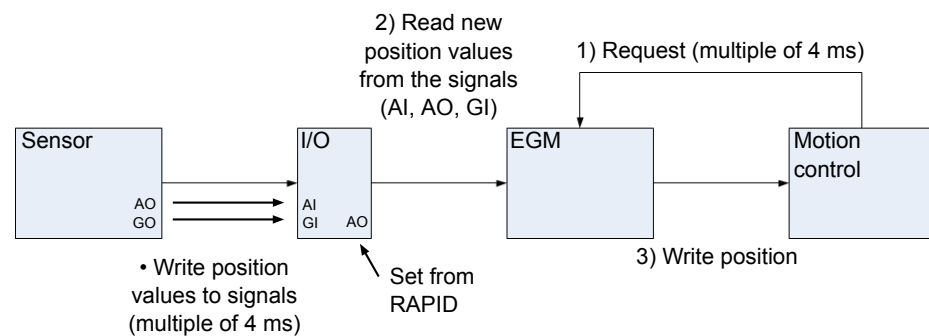 2) Read new
position values
from the signals
(AI, AO, GI)
1) Request (multiple of 4 ms)
Sensor
I/O
EGM
Motion
control
AO
GO
AI
GI
AO
3) Write position
• Write position
values to signals
(multiple of 4 ms)
Set from
RAPID